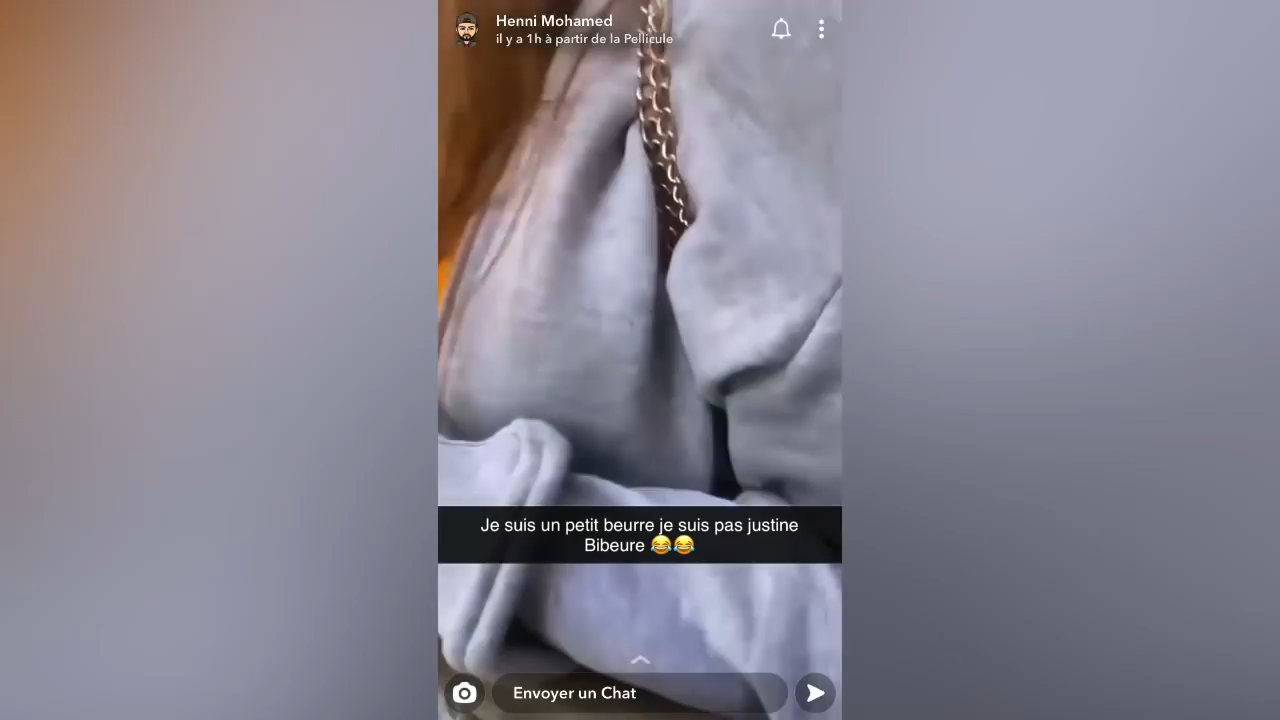 Henni Mohamed
il y a 1h à partir de la Pellicule
Je suis un petit beurre je suis pas justine
Bibeure 😂😂
Envoyer un Chat